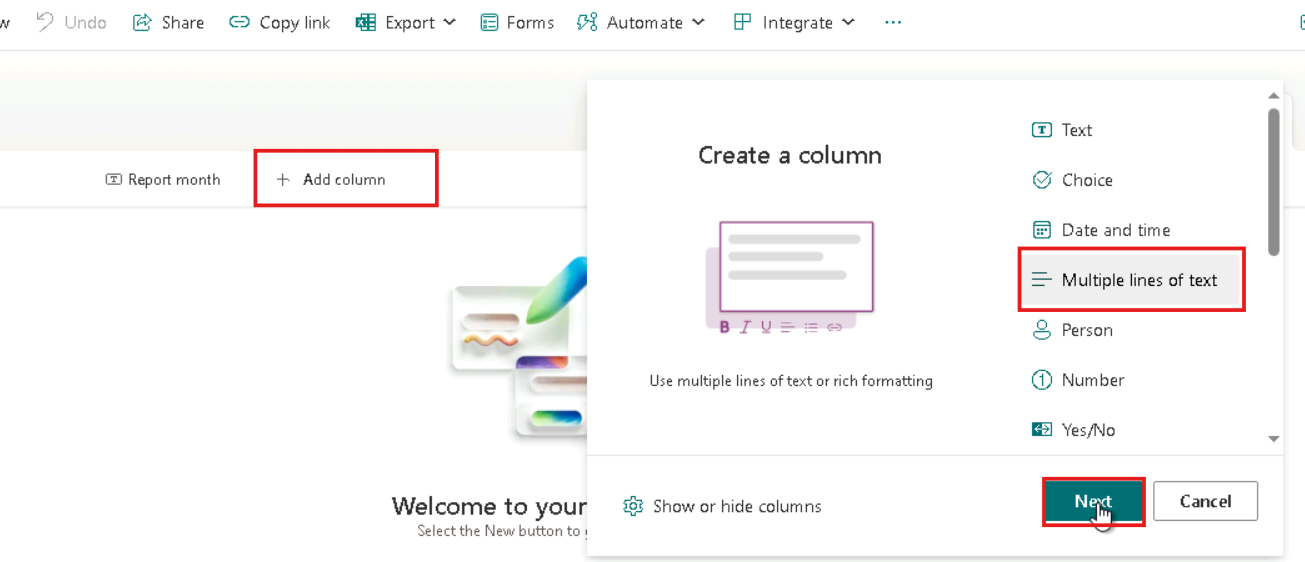 Undo Share Copy link Export Forms Automate Integrate ...
Report month + Add column
Create a column
B I U
Use multiple lines of text or rich formatting
Text
Choice
Date and time
Multiple lines of text
Person
Number
Yes/No
Welcome to your
Select the New button to
Show or hide columns
Next
Cancel